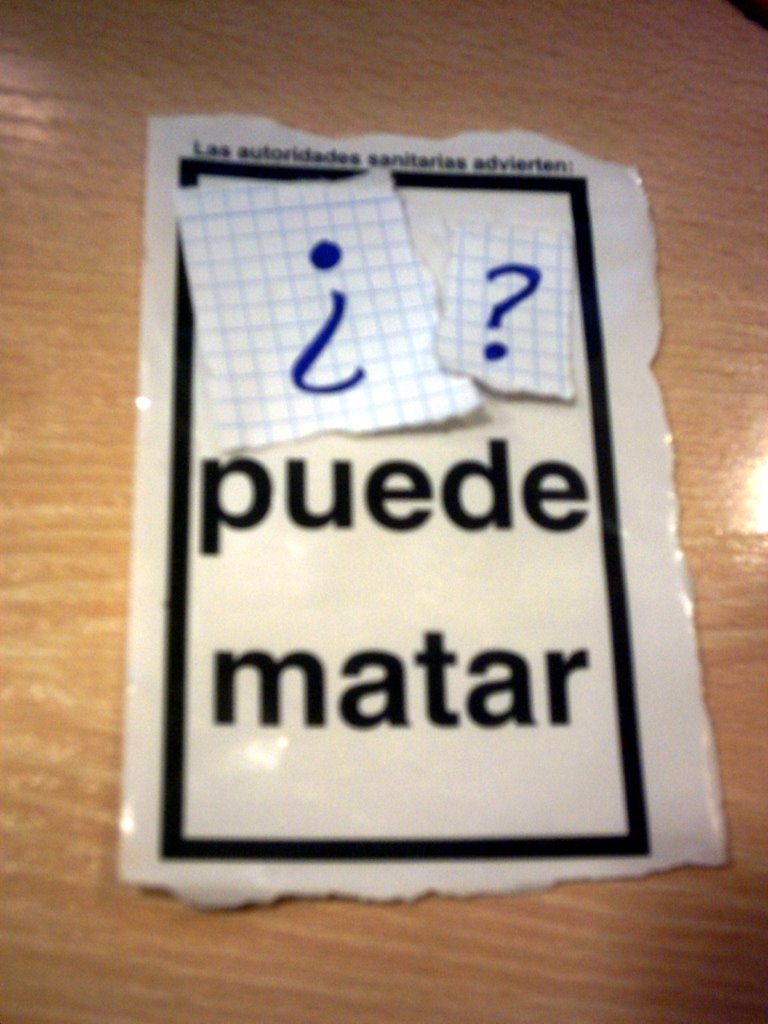 Las autoridades sanitarias advierten:
¿ ?
puede
matar